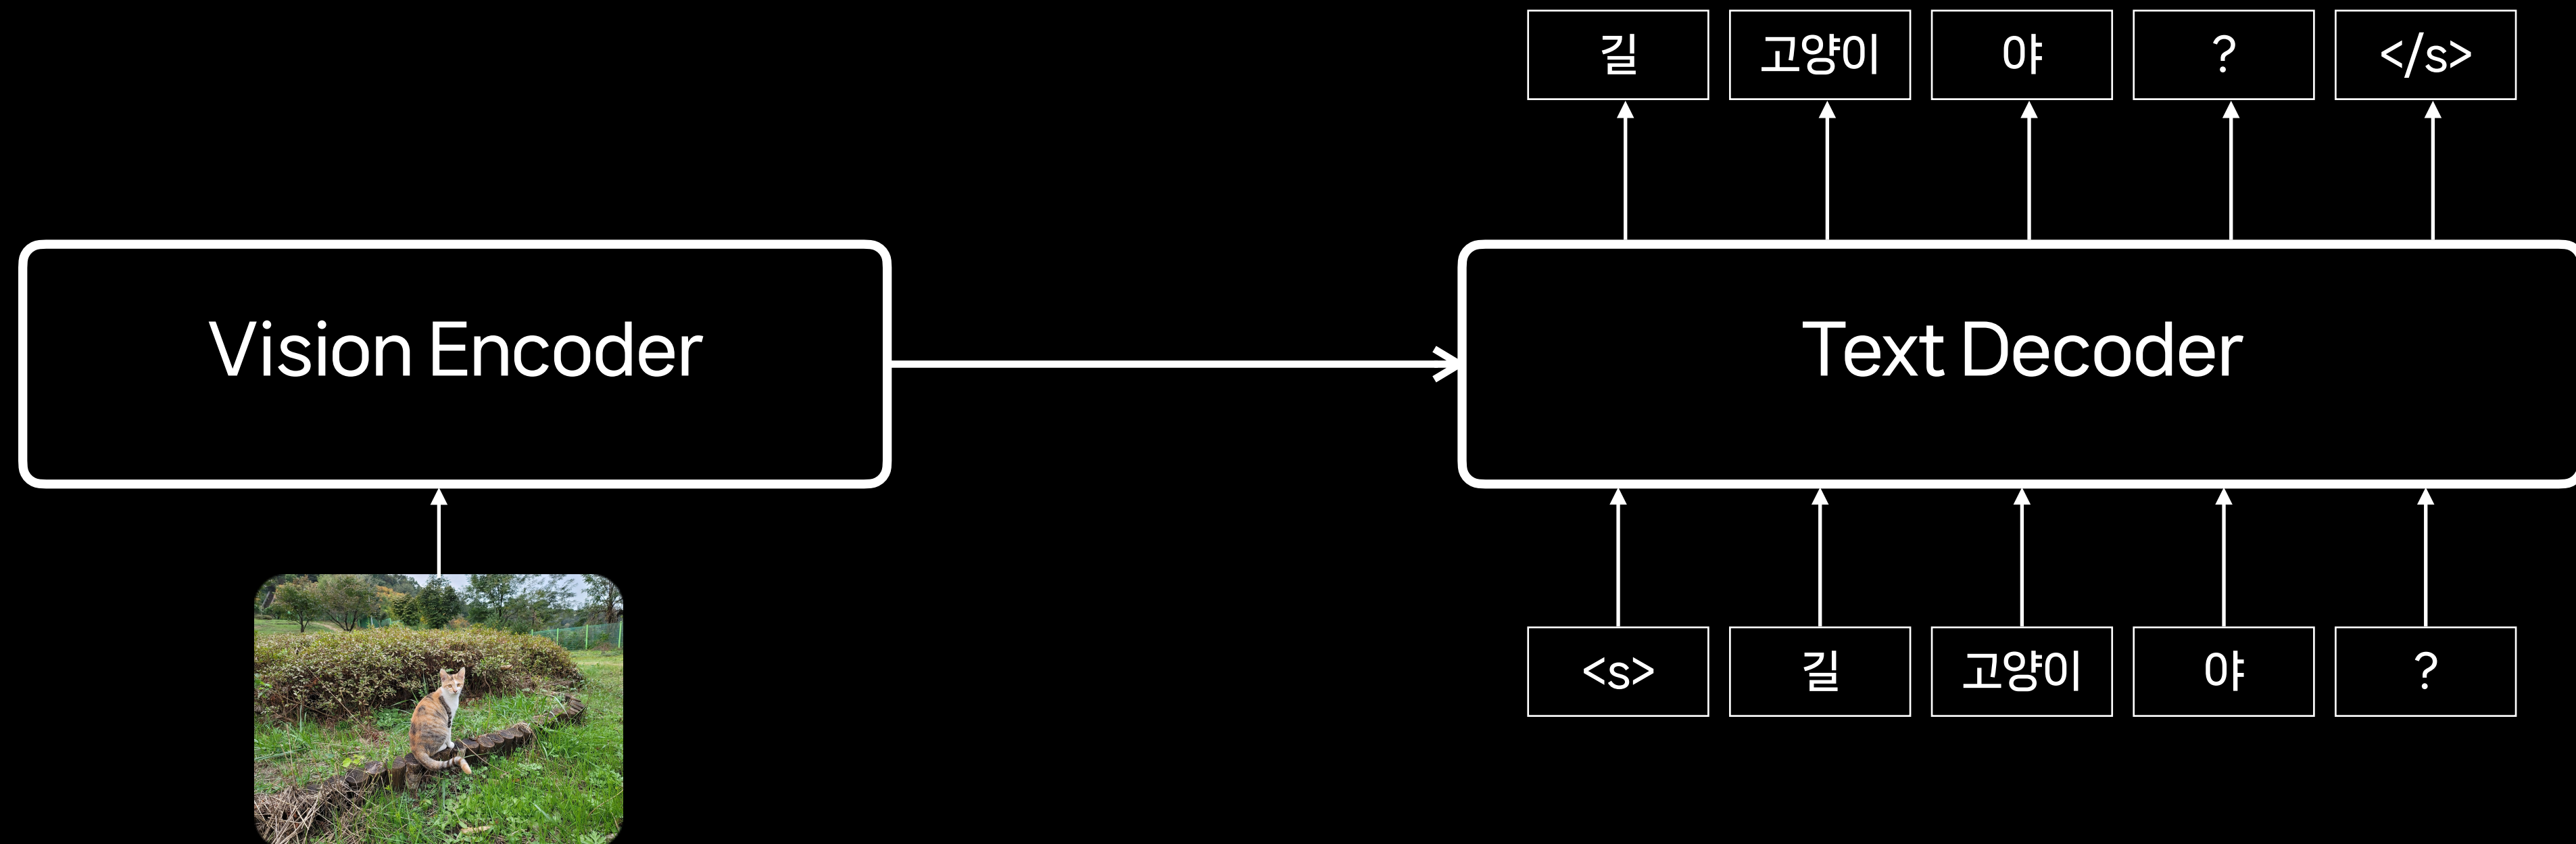 길 고양이 야 ? </s>
Vision Encoder
Text Decoder
<s> 길 고양이 야 ?